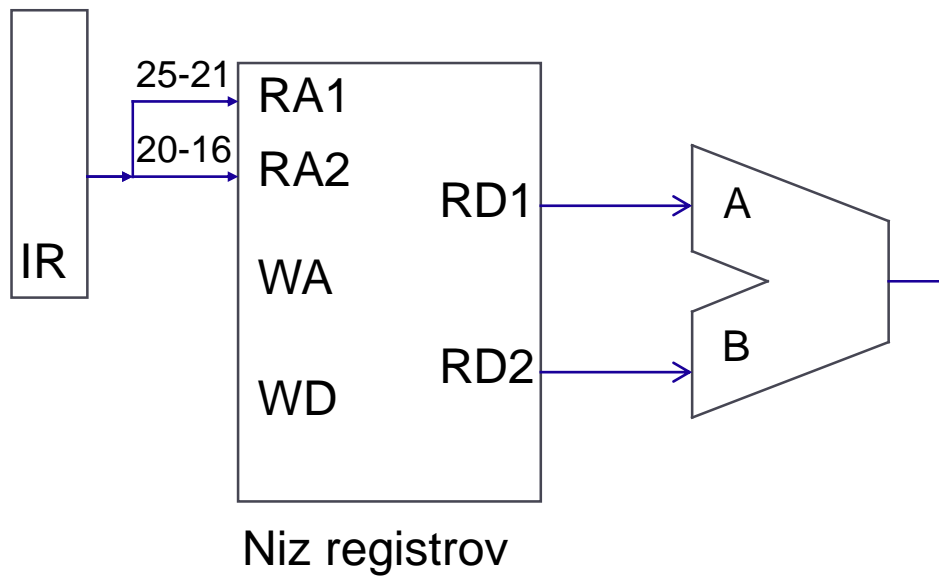 25-21
RA1
20-16
RA2
RD1
A
IR
WA
B
RD2
WD
Niz registrov